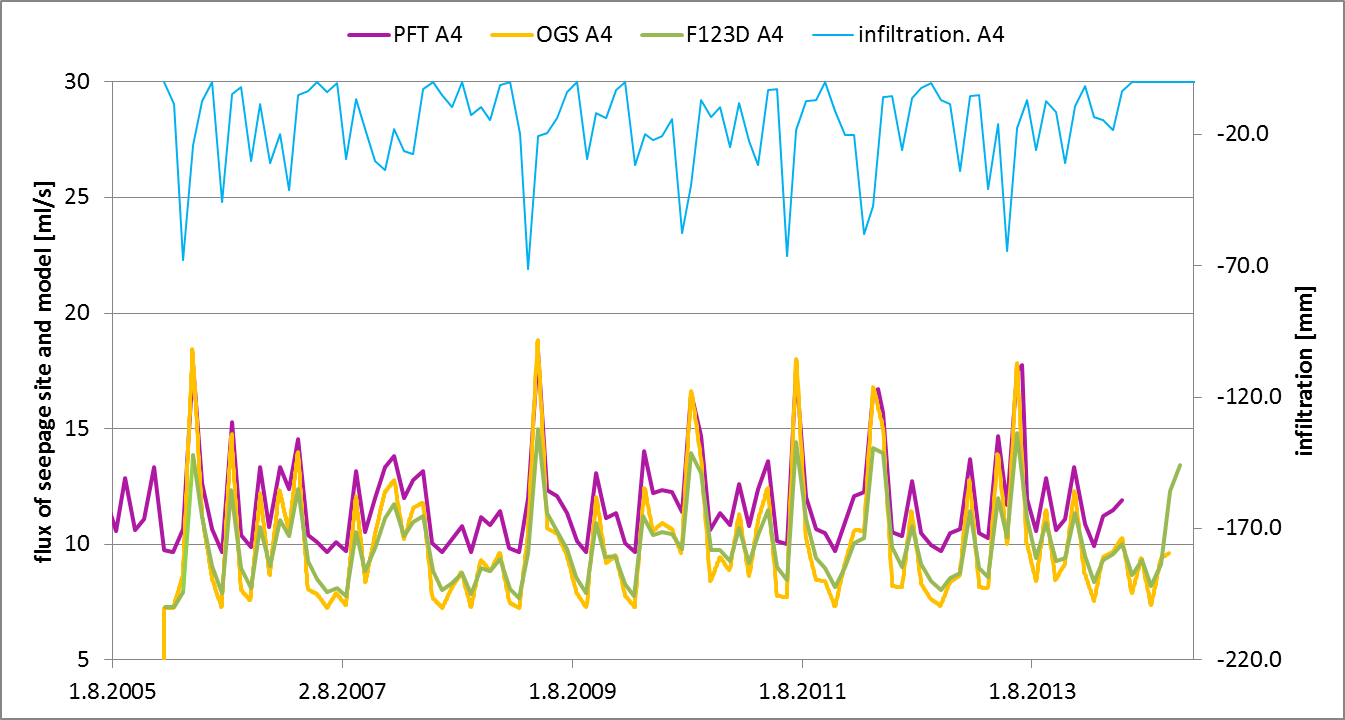 PFT A4 OGS A4 F123D A4 infiltration. A4
flux of seepage site and model [ml/s]
30
25
20
15
10
5
-20.0
-70.0
-120.0
-170.0
-220.0
infiltration [mm]
1.8.2005 2.8.2007 1.8.2009 1.8.2011 1.8.2013